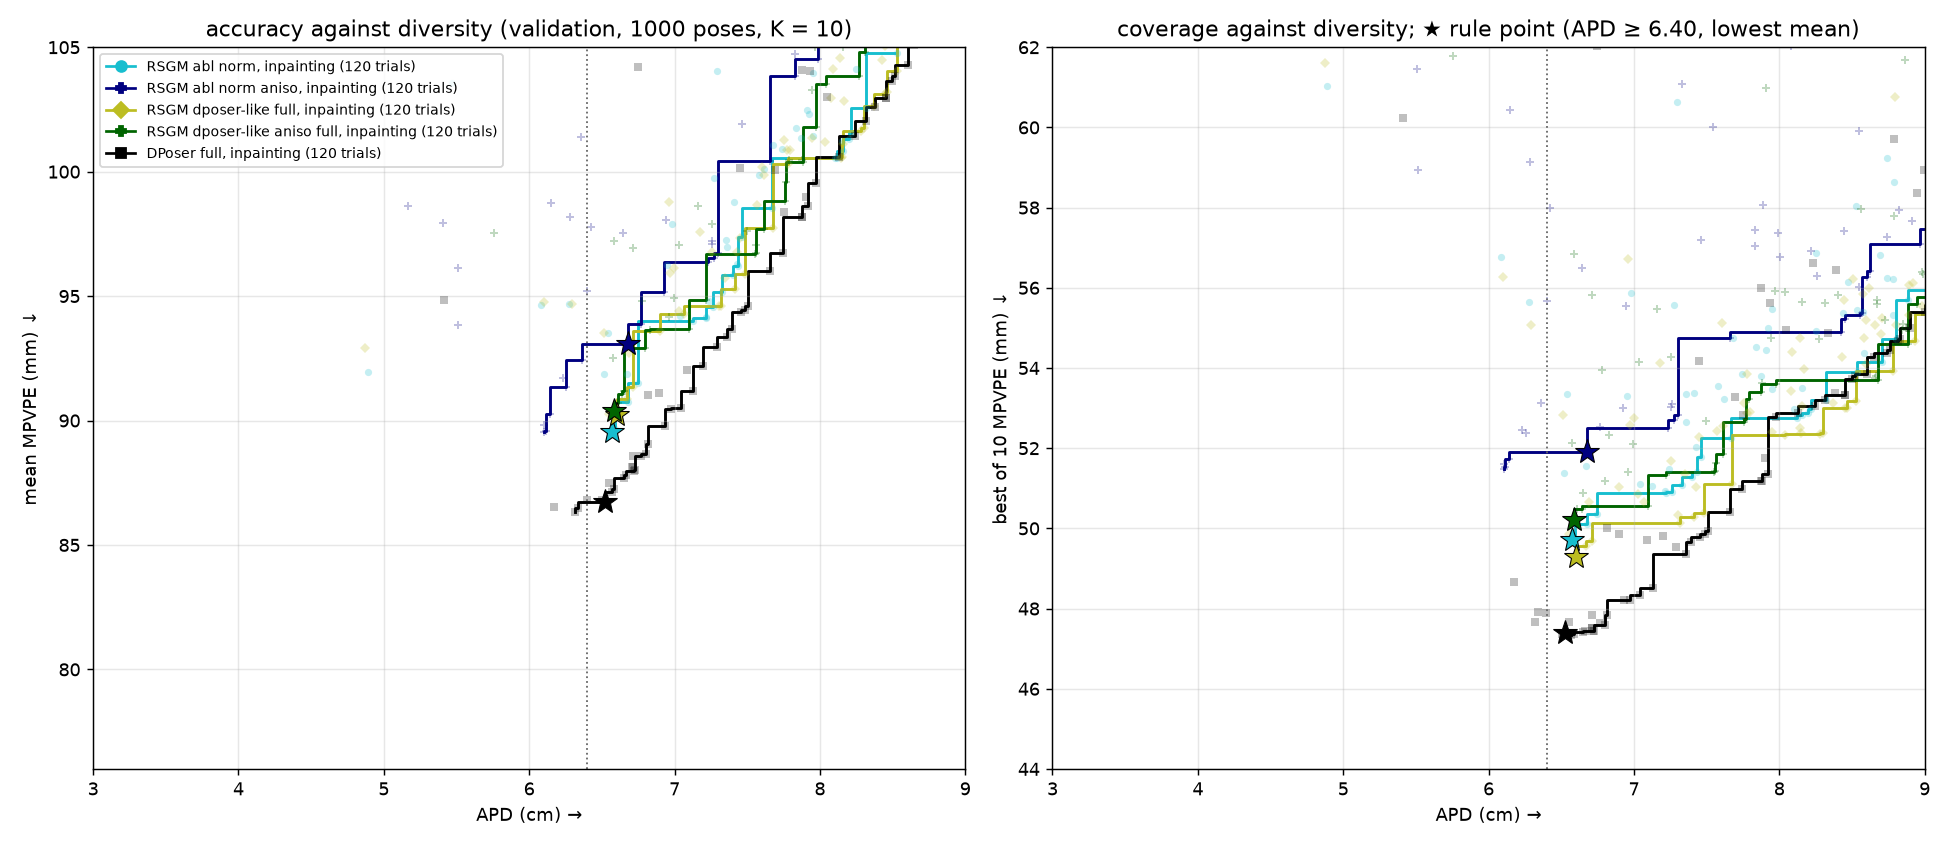 accuracy against diversity (validation, 1000 poses, K = 10)
105
100
95
90
85
80
mean MPVPE (mm) ↓
RSGM abl norm, inpainting (120 trials)
RSGM abl norm aniso, inpainting (120 trials)
RSGM dposer-like full, inpainting (120 trials)
RSGM dposer-like aniso full, inpainting (120 trials)
DPoser full, inpainting (120 trials)
3 4 5 6 7 8 9
APD (cm) →
coverage against diversity; ★ rule point (APD ≥ 6.40, lowest mean)
62
60
58
56
54
52
50
48
46
44
best of 10 MPVPE (mm) ↓
3 4 5 6 7 8 9
APD (cm) →